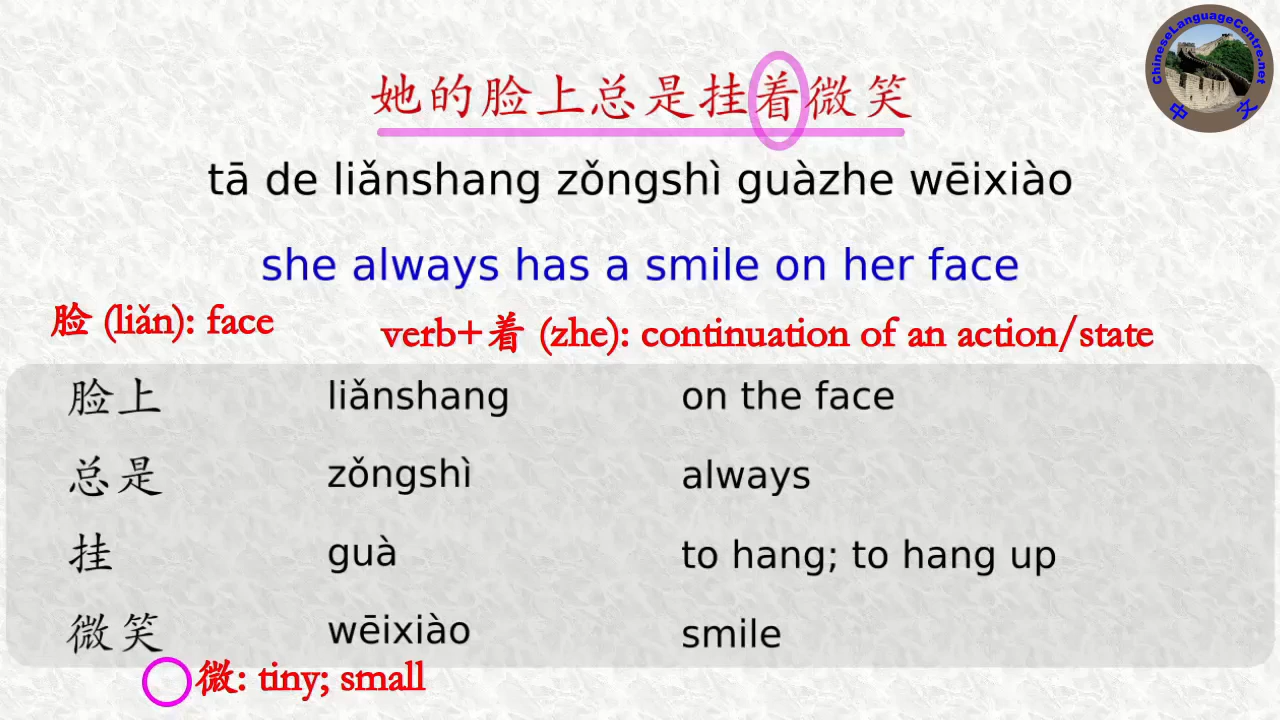 她的脸上总是挂着微笑
tā de liǎnshang zǒngshì guàzhe wēixiào
she always has a smile on her face
脸 (liǎn): face
verb+着 (zhe): continuation of an action/state
脸上 liǎnshang on the face
总是 zǒngshì always
挂 guà to hang; to hang up
微笑 wēixiào smile
微: tiny; small
ChineseLanguageCentre.net
中文